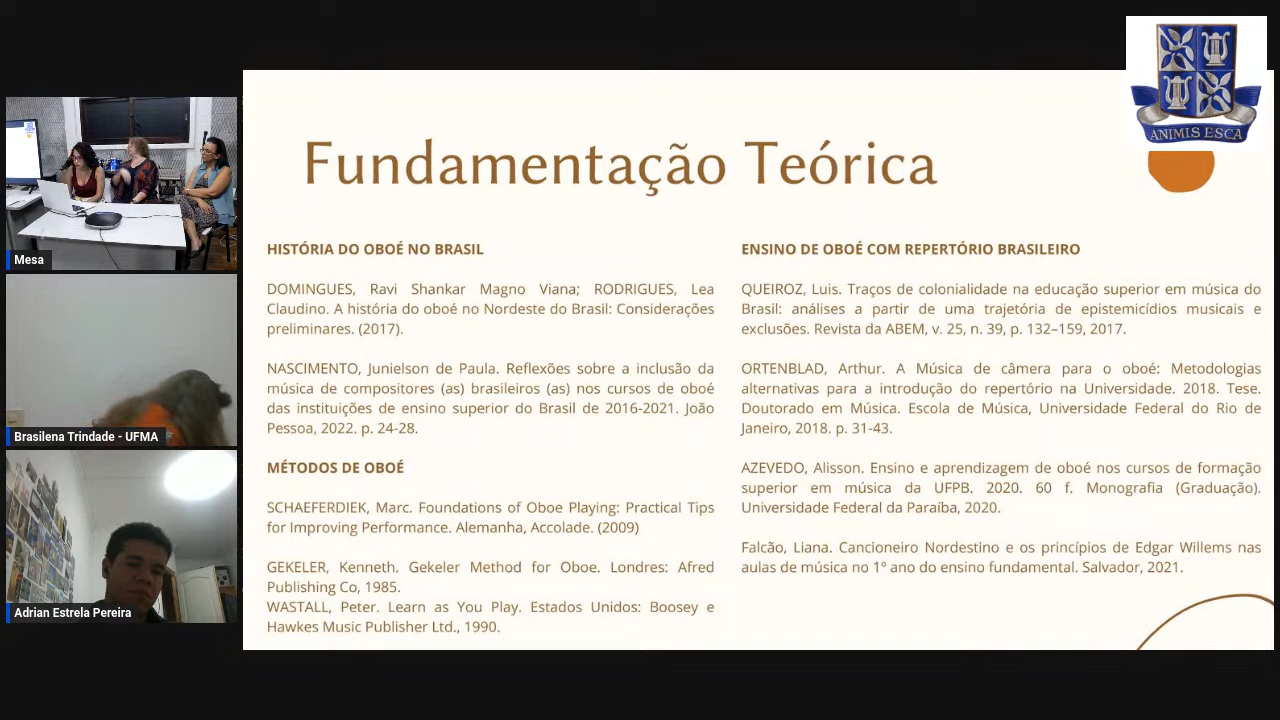 ANIMIS ESCA
Fundamentação Teórica
HISTÓRIA DO OBOÉ NO BRASIL
DOMINGUES, Ravi Shankar Magno Viana; RODRIGUES, Lea
Claudino. A história do oboé no Nordeste do Brasil: Considerações
preliminares. (2017).
NASCIMENTO, Junielson de Paula. Reflexões sobre a inclusão da
música de compositores (as) brasileiros (as) nos cursos de oboé
das instituições de ensino superior do Brasil de 2016-2021. João
Pessoa, 2022. p. 24-28.
MÉTODOS DE OBOÉ
SCHAEFERDIEK, Marc. Foundations of Oboe Playing: Practical Tips
for Improving Performance. Alemanha, Accolade. (2009)
GEKELER, Kenneth. Gekeler Method for Oboe. Londres: Afred
Publishing Co, 1985.
WASTALL, Peter. Learn as You Play. Estados Unidos: Boosey e
Hawkes Music Publisher Ltd., 1990.
ENSINO DE OBOÉ COM REPERTÓRIO BRASILEIRO
QUEIROZ, Luis. Traços de colonialidade na educação superior em música do
Brasil: análises a partir de uma trajetória de epistemicídios musicais e
exclusões. Revista da ABEM, v. 25, n. 39, p. 132–159, 2017.
ORTENBLAD, Arthur. A Música de câmera para o oboé: Metodologias
alternativas para a introdução do repertório na Universidade. 2018. Tese.
Doutorado em Música. Escola de Música, Universidade Federal do Rio de
Janeiro, 2018. p. 31-43.
AZEVEDO, Alisson. Ensino e aprendizagem de oboé nos cursos de formação
superior em música da UFPB. 2020. 60 f. Monografia (Graduação).
Universidade Federal da Paraíba, 2020.
Falcão, Liana. Cancioneiro Nordestino e os princípios de Edgar Willems nas
aulas de música no 1º ano do ensino fundamental. Salvador, 2021.
Mesa
Brasilena Trindade - UFMA
Adrian Estrela Pereira